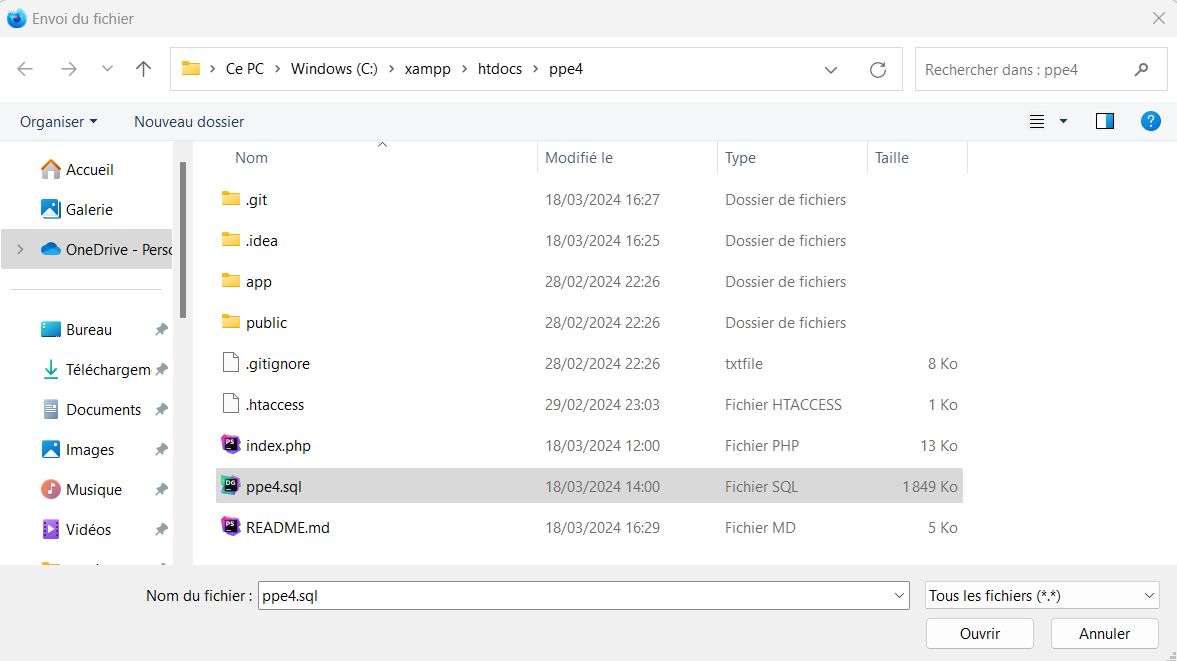 Envoi du fichier
Ce PC > Windows (C:) > xampp > htdocs > ppe4
Rechercher dans : ppe4
Organiser Nouveau dossier
?
Nom Modifié le Type Taille
Accueil
Galerie
OneDrive - Perso
Bureau
Téléchargem
Documents
Images
Musique
Vidéos
.git 18/03/2024 16:27 Dossier de fichiers
.idea 18/03/2024 16:25 Dossier de fichiers
app 28/02/2024 22:26 Dossier de fichiers
public 28/02/2024 22:26 Dossier de fichiers
.gitignore 28/02/2024 22:26 txtfile 8 Ko
.htaccess 29/02/2024 23:03 Fichier HTACCESS 1 Ko
PS index.php 18/03/2024 12:00 Fichier PHP 13 Ko
DG ppe4.sql 18/03/2024 14:00 Fichier SQL 1 849 Ko
PS README.md 18/03/2024 16:29 Fichier MD 5 Ko
Nom du fichier : ppe4.sql Tous les fichiers (*.*)
Ouvrir Annuler